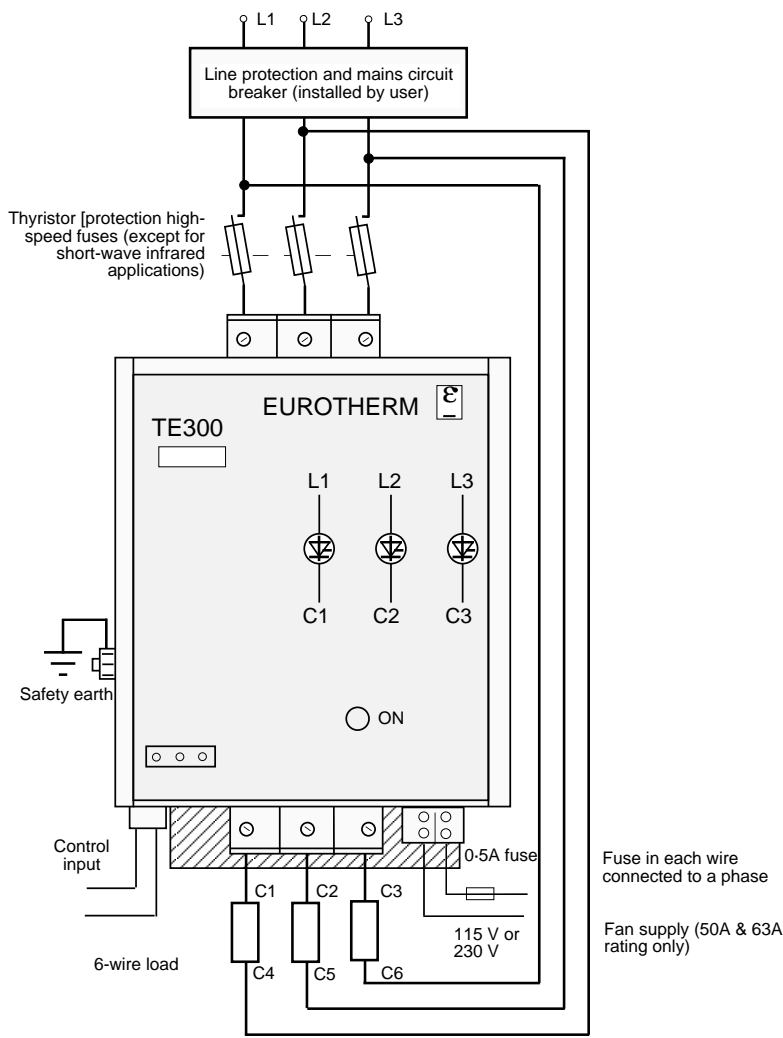 L1 L2 L3
Line protection and mains circuit
breaker (installed by user)
Thyristor [protection high-
speed fuses (except for
short-wave infrared
applications)
EUROTHERM ε
TE300
L1 L2 L3
C1 C2 C3
Safety earth
ON
Control
input
0·5A fuse
Fuse in each wire
connected to a phase
C1 C2 C3
115 V or
230 V
Fan supply (50A & 63A
rating only)
6-wire load
C4 C5 C6